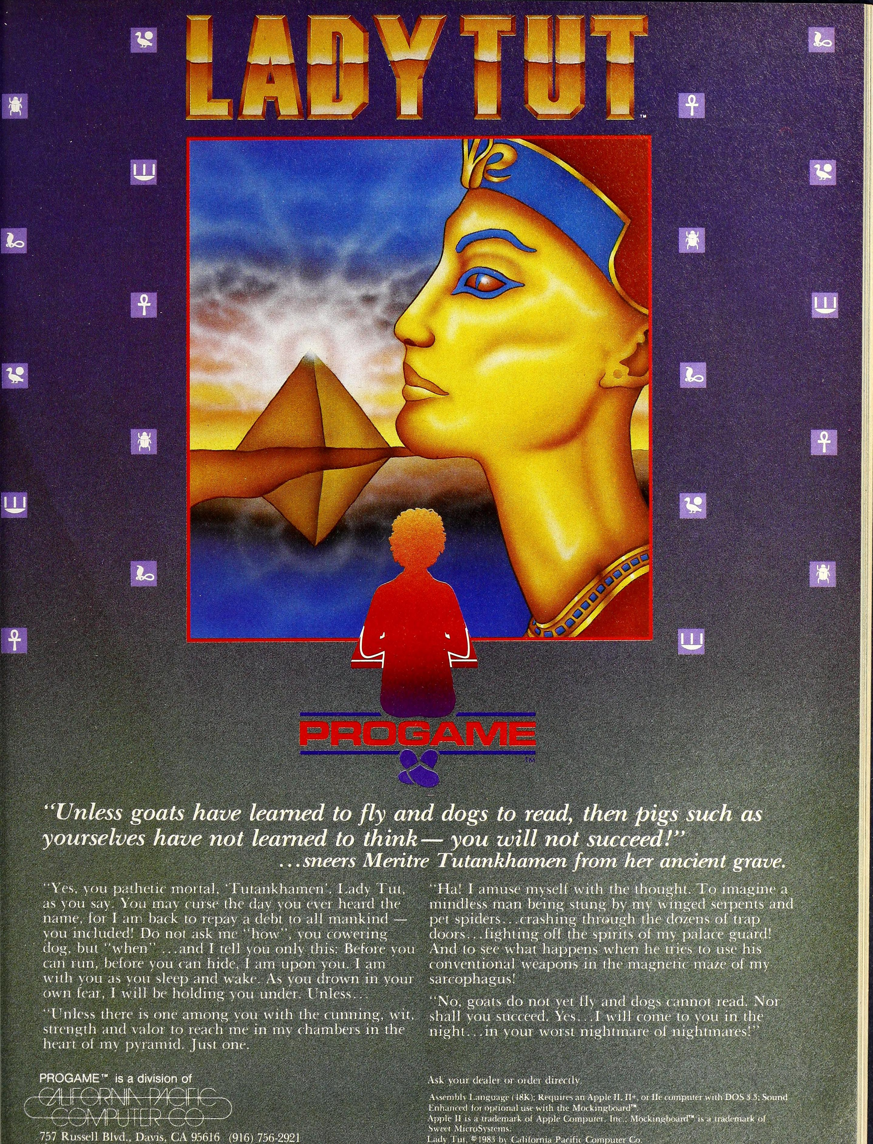 LADY TUT™
PROGAME™
“Unless goats have learned to fly and dogs to read, then pigs such as
yourselves have not learned to think— you will not succeed!”
...sneers Meritre Tutankhamen from her ancient grave.
“Yes, you pathetic mortal, ‘Tutankhamen’, Lady Tut,
as you say. You may curse the day you ever heard the
name, for I am back to repay a debt to all mankind —
you included! Do not ask me “how”, you cowering
dog, but “when” ...and I tell you only this: Before you
can run, before you can hide, I am upon you. I am
with you as you sleep and wake. As you drown in your
own fear, I will be holding you under. Unless...
“Unless there is one among you with the cunning, wit,
strength and valor to reach me in my chambers in the
heart of my pyramid. Just one.
“Ha! I amuse myself with the thought. To imagine a
mindless man being stung by my winged serpents and
pet spiders...crashing through the dozens of trap
doors...fighting off the spirits of my palace guard!
And to see what happens when he tries to use his
conventional weapons in the magnetic maze of my
sarcophagus!
“No, goats do not yet fly and dogs cannot read. Nor
shall you succeed. Yes...I will come to you in the
night...in your worst nightmare of nightmares!”
PROGAME™ is a division of
CALIFORNIA PACIFIC
COMPUTER CO
757 Russell Blvd., Davis, CA 95616 (916) 756-2921
Ask your dealer or order directly.
Assembly Language (48K); Requires an Apple II, II+, or IIe computer with DOS 3.3; Sound
Enhanced for optional use with the Mockingboard™.
Apple II is a trademark of Apple Computer, Inc.; Mockingboard™ is a trademark of
Sweet MicroSystems.
Lady Tut, ©1983 by California Pacific Computer Co.